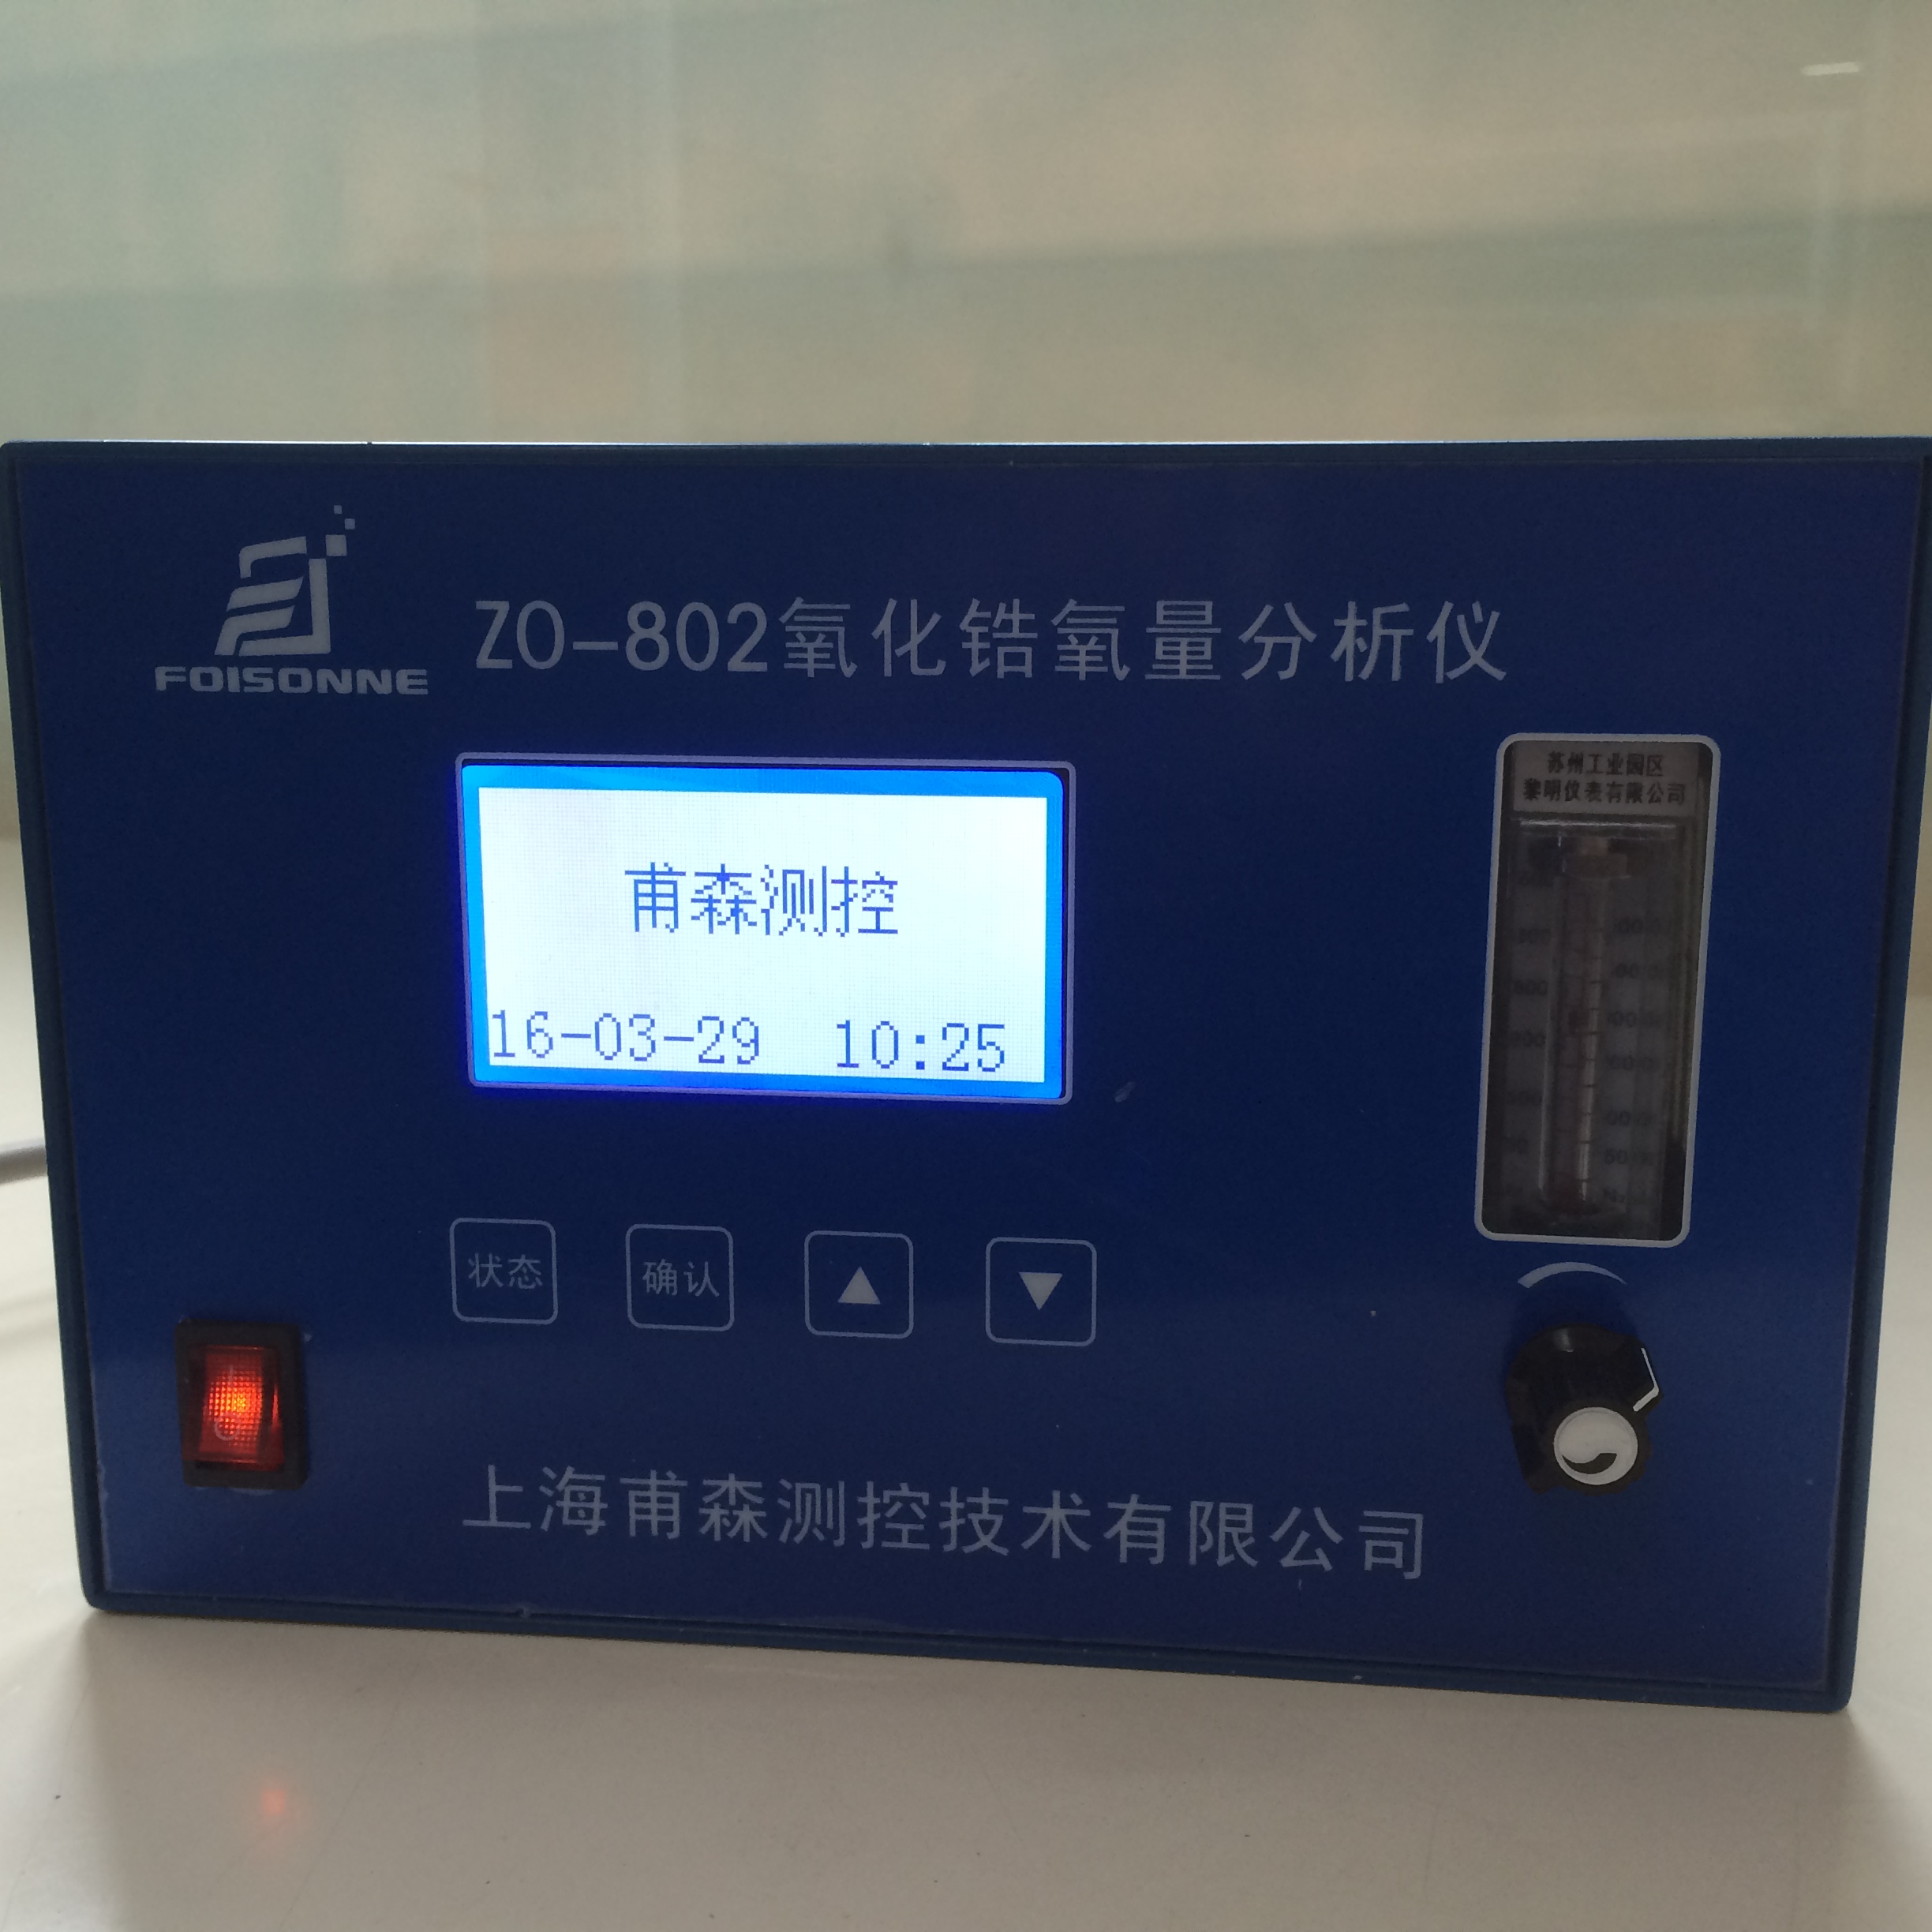 FOISONNE
ZO-802氧化锆氧量分析仪
苏州工业园区
黎明仪表有限公司
甫森测控
16-03-29 10:25
状态 确认 ▲ ▼
上海甫森测控技术有限公司